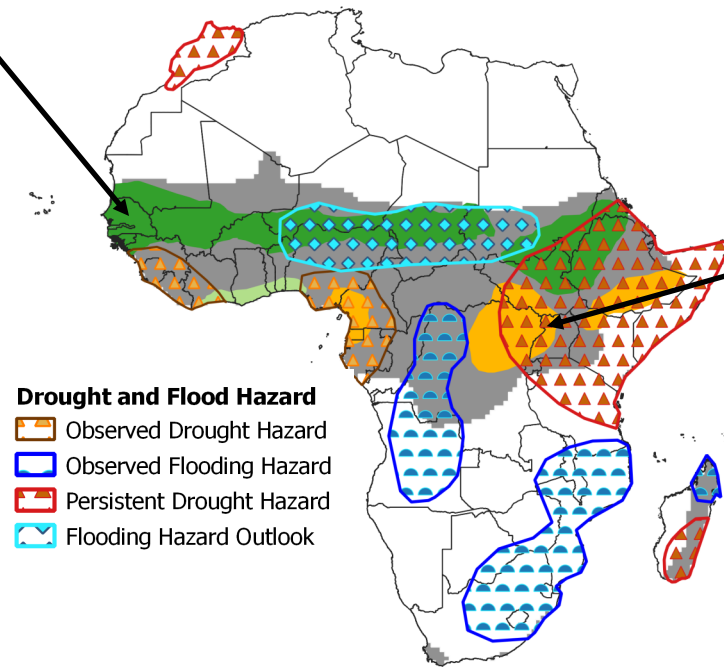 Drought and Flood Hazard
Observed Drought Hazard
Observed Flooding Hazard
Persistent Drought Hazard
Flooding Hazard Outlook